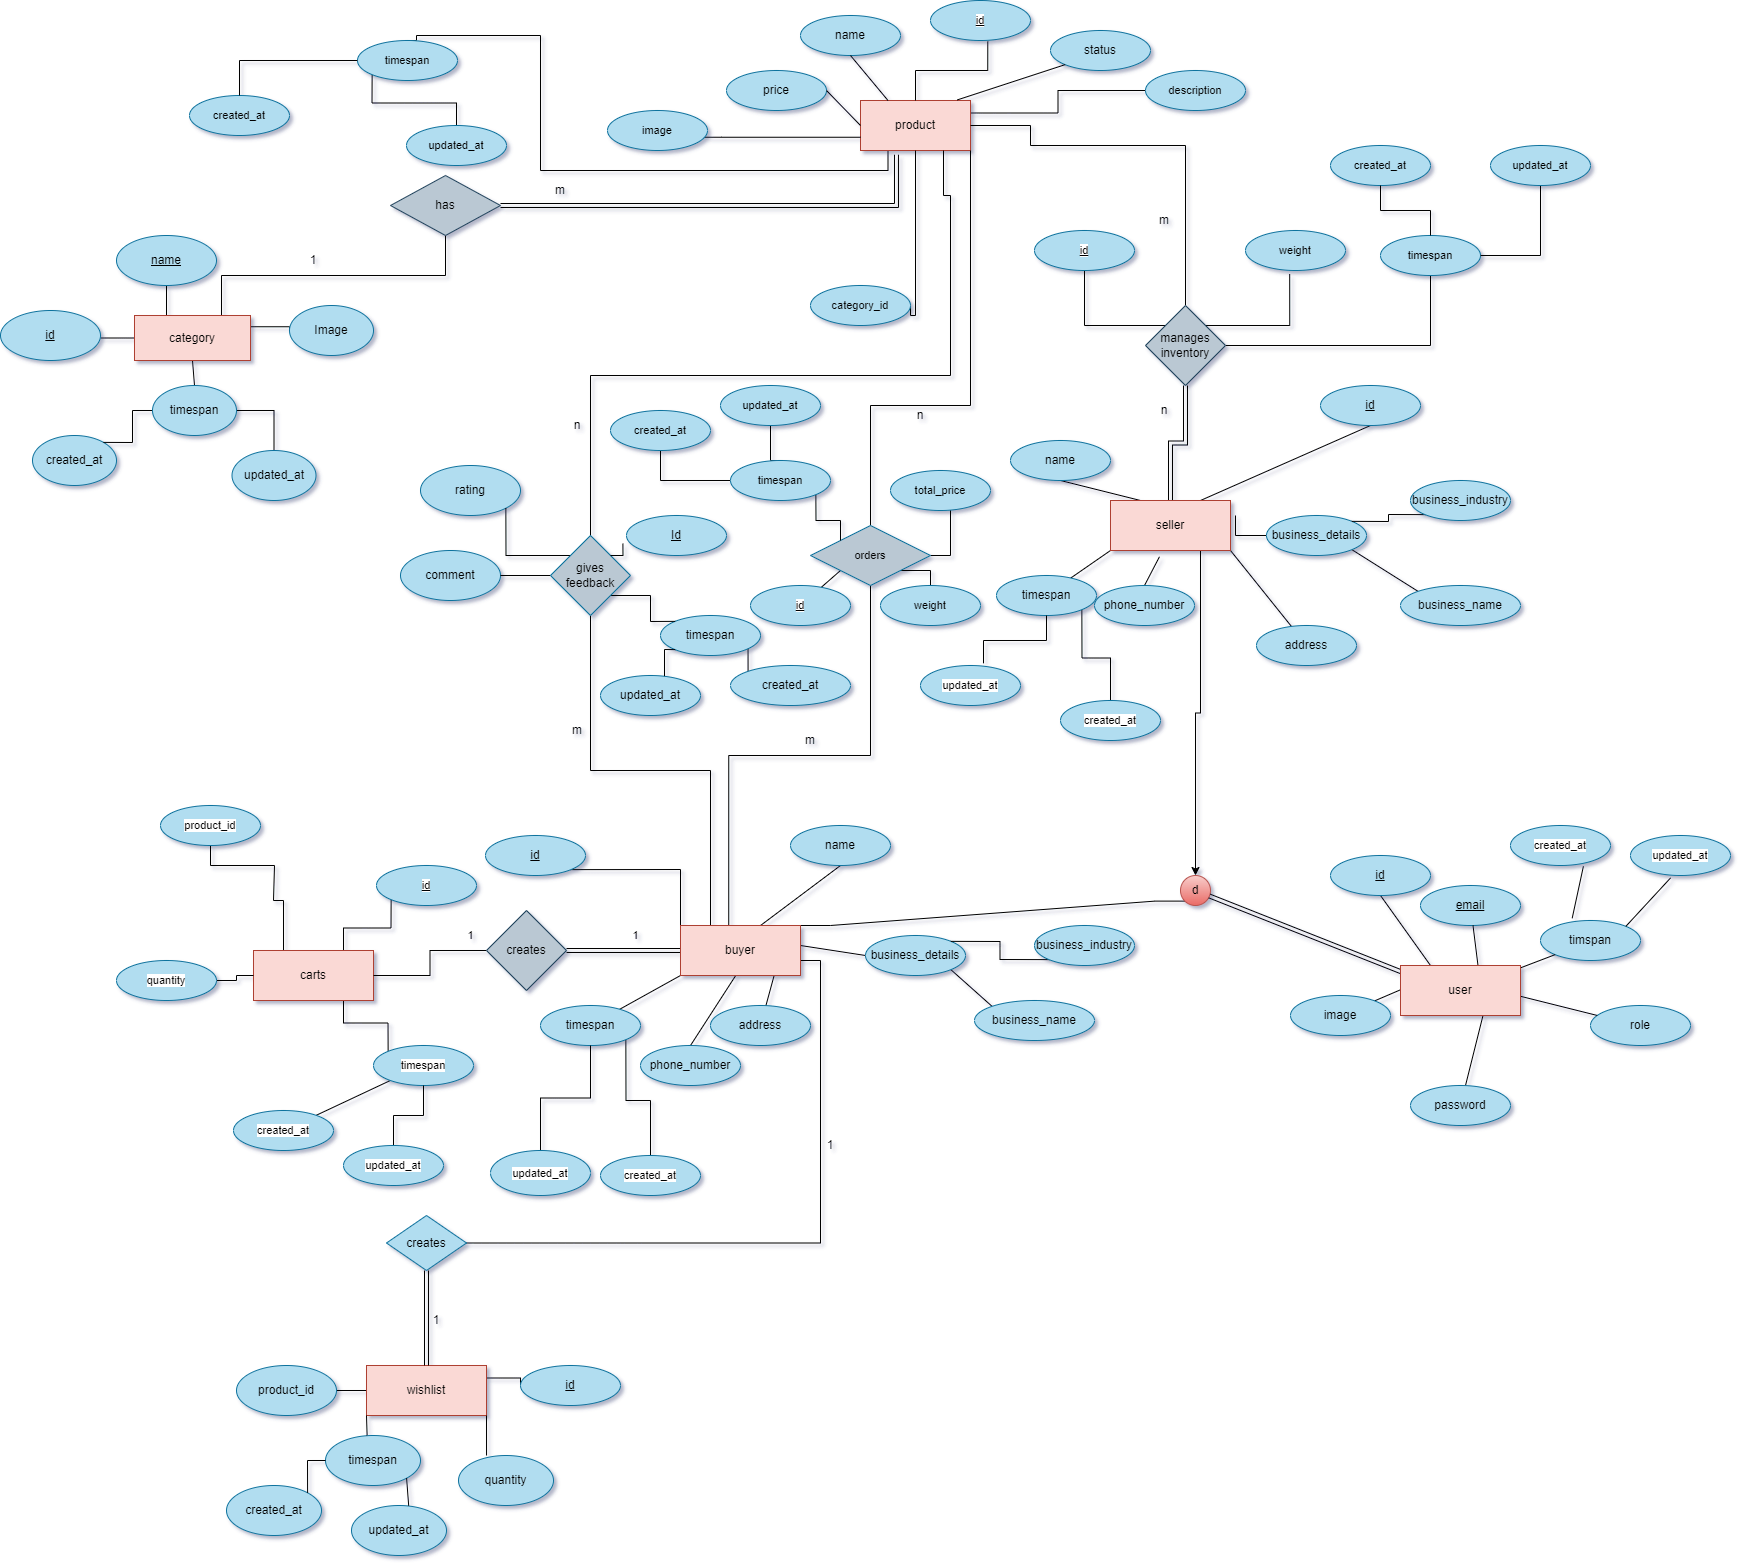 id
name
status
timespan
price
description
created_at
image
product
updated_at
created_at
updated_at
m
has
m
name
1
id
weight
timespan
category_id
id
category
Image
manages
inventory
timespan
created_at
updated_at
updated_at
created_at
n
n
n
id
name
rating
timespan
total_price
business_industry
Id
seller
business_details
comment
gives
feedback
orders
id
weight
timespan
phone_number
business_name
timespan
address
updated_at
created_at
updated_at
created_at
m
m
product_id
id
name
id
d
id
email
created_at
updated_at
1
1
creates
buyer
business_details
business_industry
timspan
carts
quantity
user
timespan
address
business_name
image
role
timespan
phone_number
created_at
updated_at
updated_at
created_at
password
1
creates
1
product_id
wishlist
id
timespan
quantity
created_at
updated_at